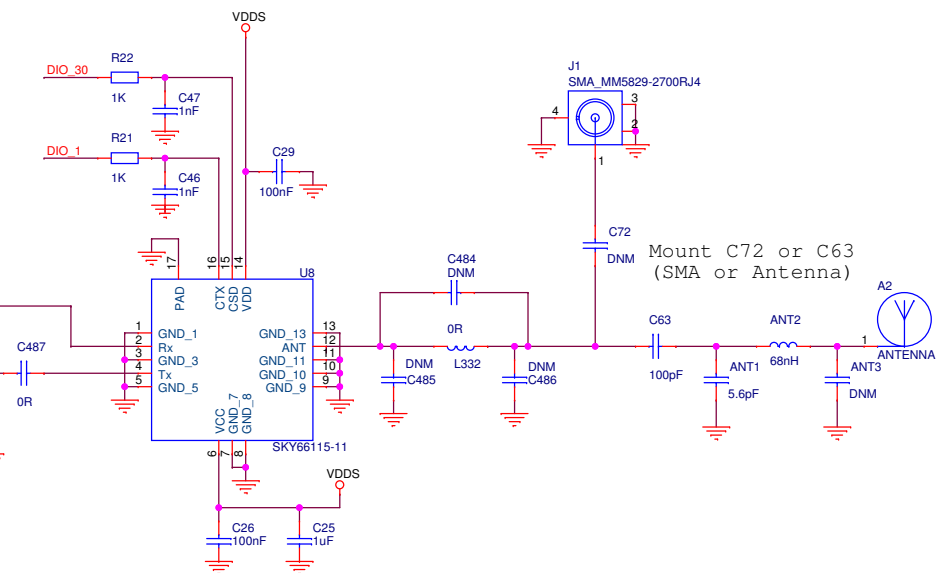 VDDS
R22
DIO_30
1K
C47
1nF
R21
DIO_1
1K
C46
1nF
C29
100nF
J1
SMA_MM5829-2700RJ4
4
3
2
1
C72
DNM
Mount C72 or C63
(SMA or Antenna)
17
16
15
14
U8
PAD
CTX
CSD
VDD
1
GND_1
2
Rx
3
GND_3
4
Tx
5
GND_5
GND_13
13
ANT
12
GND_11
11
GND_10
10
GND_9
9
VCC
GND_7
GND_8
6
7
8
SKY66115-11
C487
0R
C484
DNM
0R
L332
DNM
C485
DNM
C486
C63
100pF
ANT1
5.6pF
ANT2
68nH
ANT3
DNM
A2
1
ANTENNA
VDDS
C26
100nF
C25
1uF